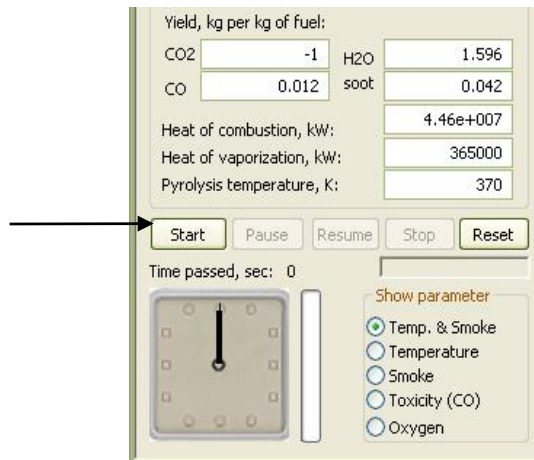 Yield, kg per kg of fuel:
CO2 -1 H2O 1.596
CO 0.012 soot 0.042
Heat of combustion, kW: 4.46e+007
Heat of vaporization, kW: 365000
Pyrolysis temperature, K: 370
Start Pause Resume Stop Reset
Time passed, sec: 0
Show parameter
Temp. & Smoke
Temperature
Smoke
Toxicity (CO)
Oxygen